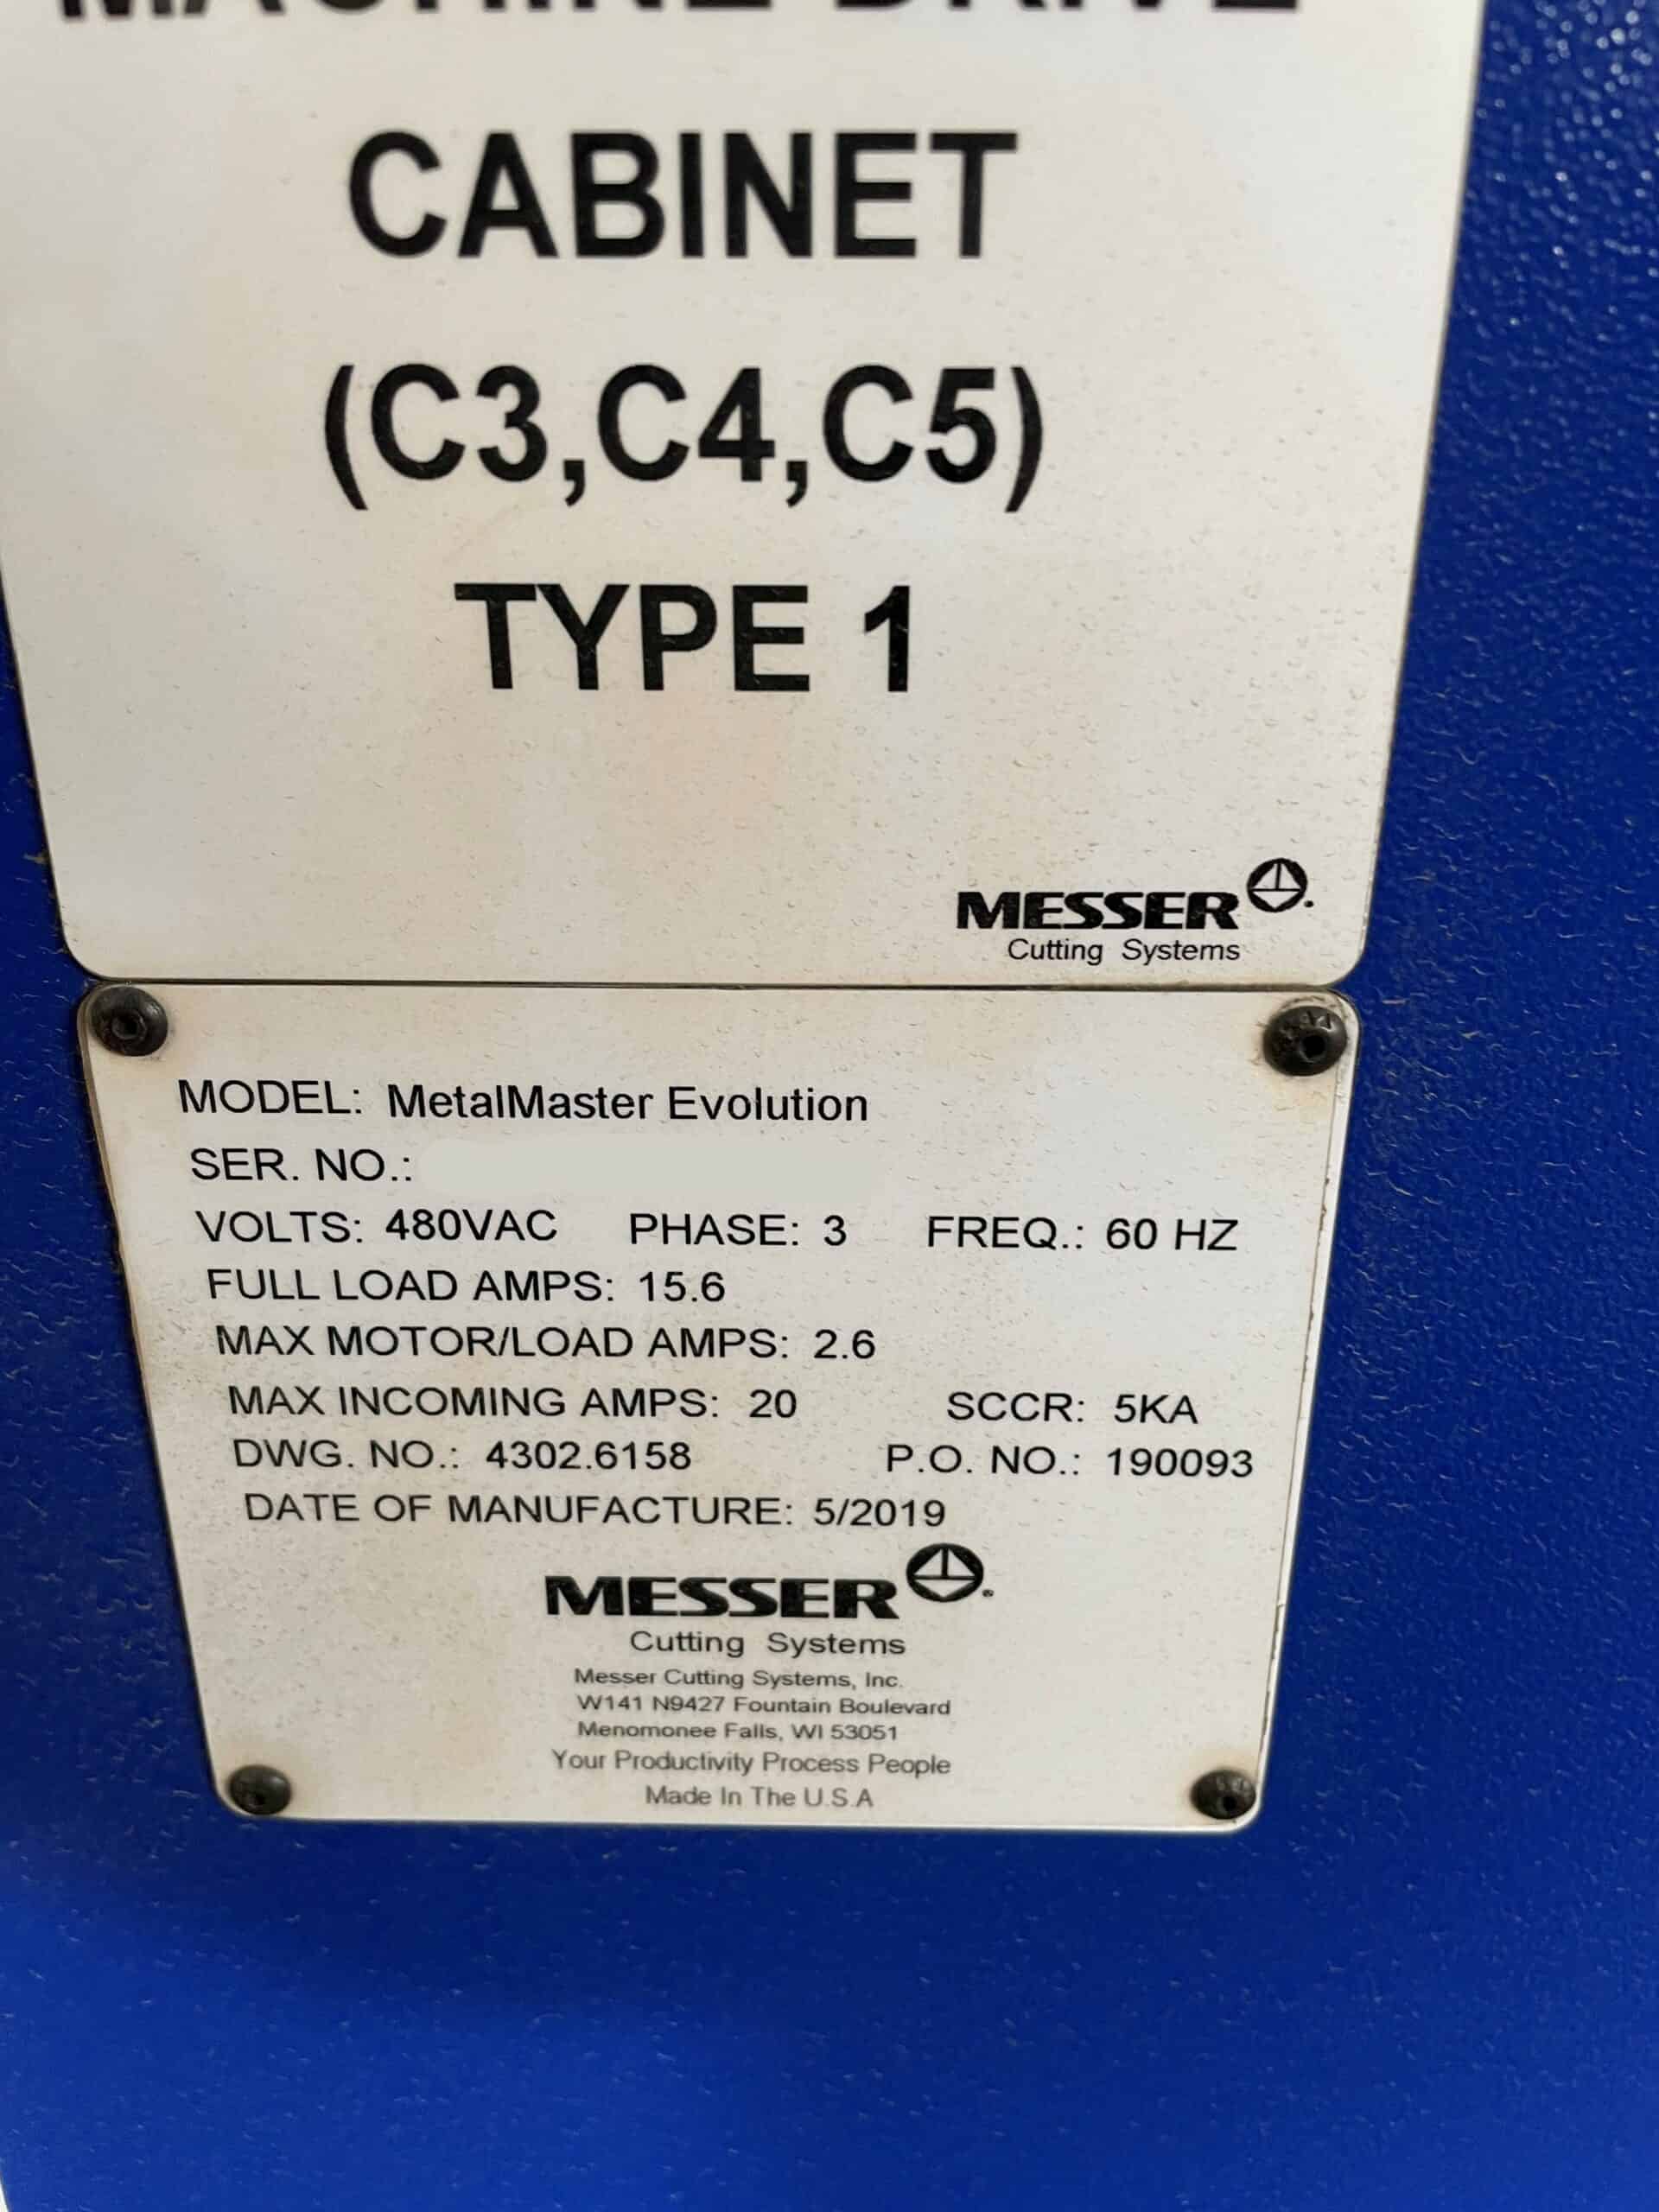 MACHINE DRIVE
CABINET
(C3,C4,C5)
TYPE 1
MESSER
Cutting Systems
MODEL: MetalMaster Evolution
SER. NO.:
VOLTS: 480VAC PHASE: 3 FREQ.: 60 HZ
FULL LOAD AMPS: 15.6
MAX MOTOR/LOAD AMPS: 2.6
MAX INCOMING AMPS: 20 SCCR: 5KA
DWG. NO.: 4302.6158 P.O. NO.: 190093
DATE OF MANUFACTURE: 5/2019
MESSER
Cutting Systems
Messer Cutting Systems, Inc.
W141 N9427 Fountain Boulevard
Menomonee Falls, WI 53051
Your Productivity Process People
Made In The U.S.A